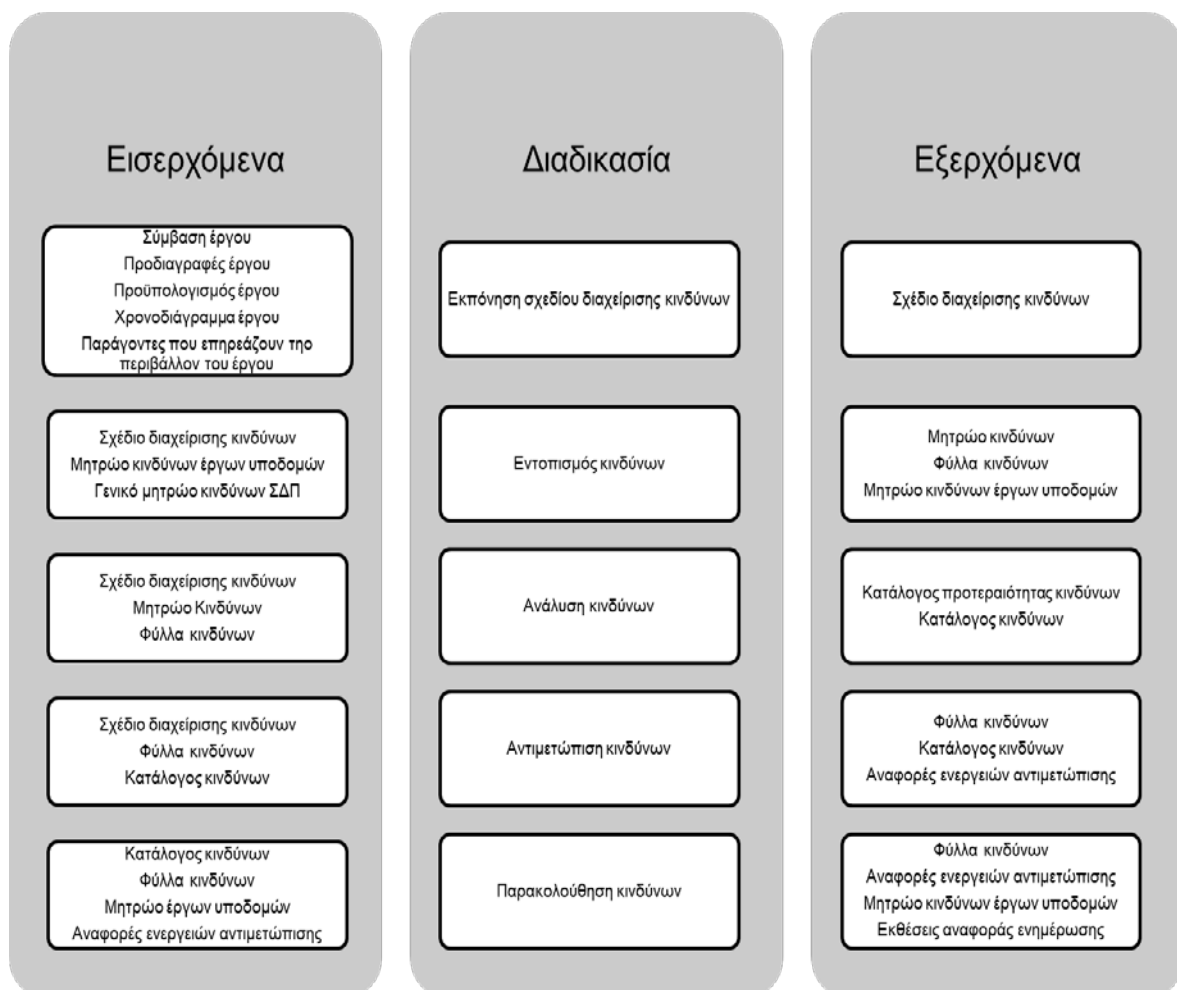 Εισερχόμενα
Σύμβαση έργου
Προδιαγραφές έργου
Προϋπολογισμός έργου
Χρονοδιάγραμμα έργου
Παράγοντες που επηρεάζουν τηο
περιβάλλον του έργου
Σχέδιο διαχείρισης κινδύνων
Μητρώο κινδύνων έργων υποδομών
Γενικό μητρώο κινδύνων ΣΔΠ
Σχέδιο διαχείρισης κινδύνων
Μητρώο Κινδύνων
Φύλλα κινδύνων
Σχέδιο διαχείρισης κινδύνων
Φύλλα κινδύνων
Κατάλογος κινδύνων
Κατάλογος κινδύνων
Φύλλα κινδύνων
Μητρώο έργων υποδομών
Αναφορές ενεργειών αντιμετώπισης
Διαδικασία
Εκπόνηση σχεδίου διαχείρισης κινδύνων
Εντοπισμός κινδύνων
Ανάλυση κινδύνων
Αντιμετώπιση κινδύνων
Παρακολούθηση κινδύνων
Εξερχόμενα
Σχέδιο διαχείρισης κινδύνων
Μητρώο κινδύνων
Φύλλα κινδύνων
Μητρώο κινδύνων έργων υποδομών
Κατάλογος προτεραιότητας κινδύνων
Κατάλογος κινδύνων
Φύλλα κινδύνων
Κατάλογος κινδύνων
Αναφορές ενεργειών αντιμετώπισης
Φύλλα κινδύνων
Αναφορές ενεργειών αντιμετώπισης
Μητρώο κινδύνων έργων υποδομών
Εκθέσεις αναφοράς ενημέρωσης